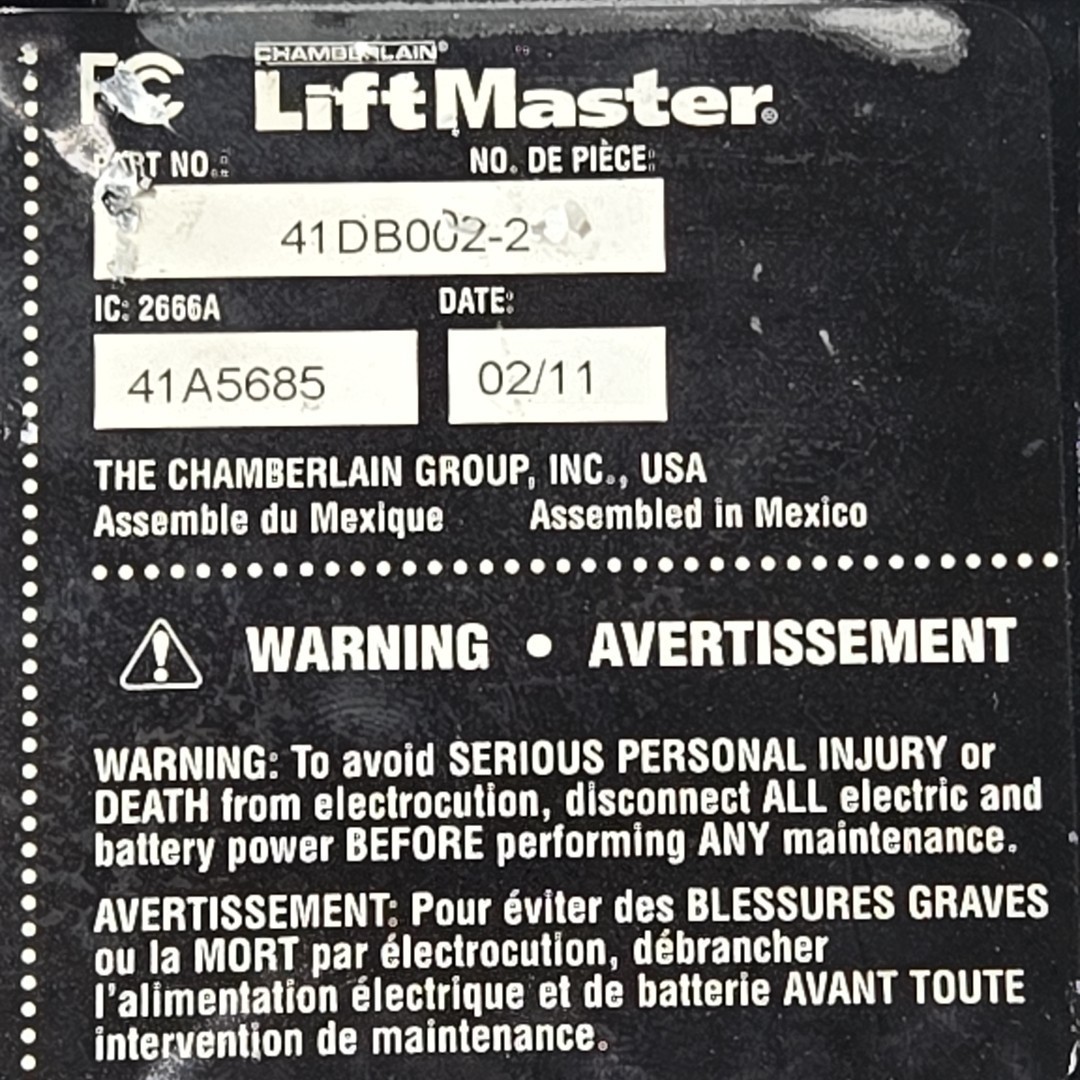 FC
CHAMBERLAIN®
LiftMaster®
PART NO.: NO. DE PIÈCE:
41DB002-2
IC: 2666A DATE:
41A5685 02/11
THE CHAMBERLAIN GROUP, INC., USA
Assemble du Mexique Assembled in Mexico
WARNING • AVERTISSEMENT
WARNING: To avoid SERIOUS PERSONAL INJURY or
DEATH from electrocution, disconnect ALL electric and
battery power BEFORE performing ANY maintenance.
AVERTISSEMENT: Pour éviter des BLESSURES GRAVES
ou la MORT par électrocution, débrancher
l'alimentation électrique et de batterie AVANT TOUTE
intervention de maintenance.